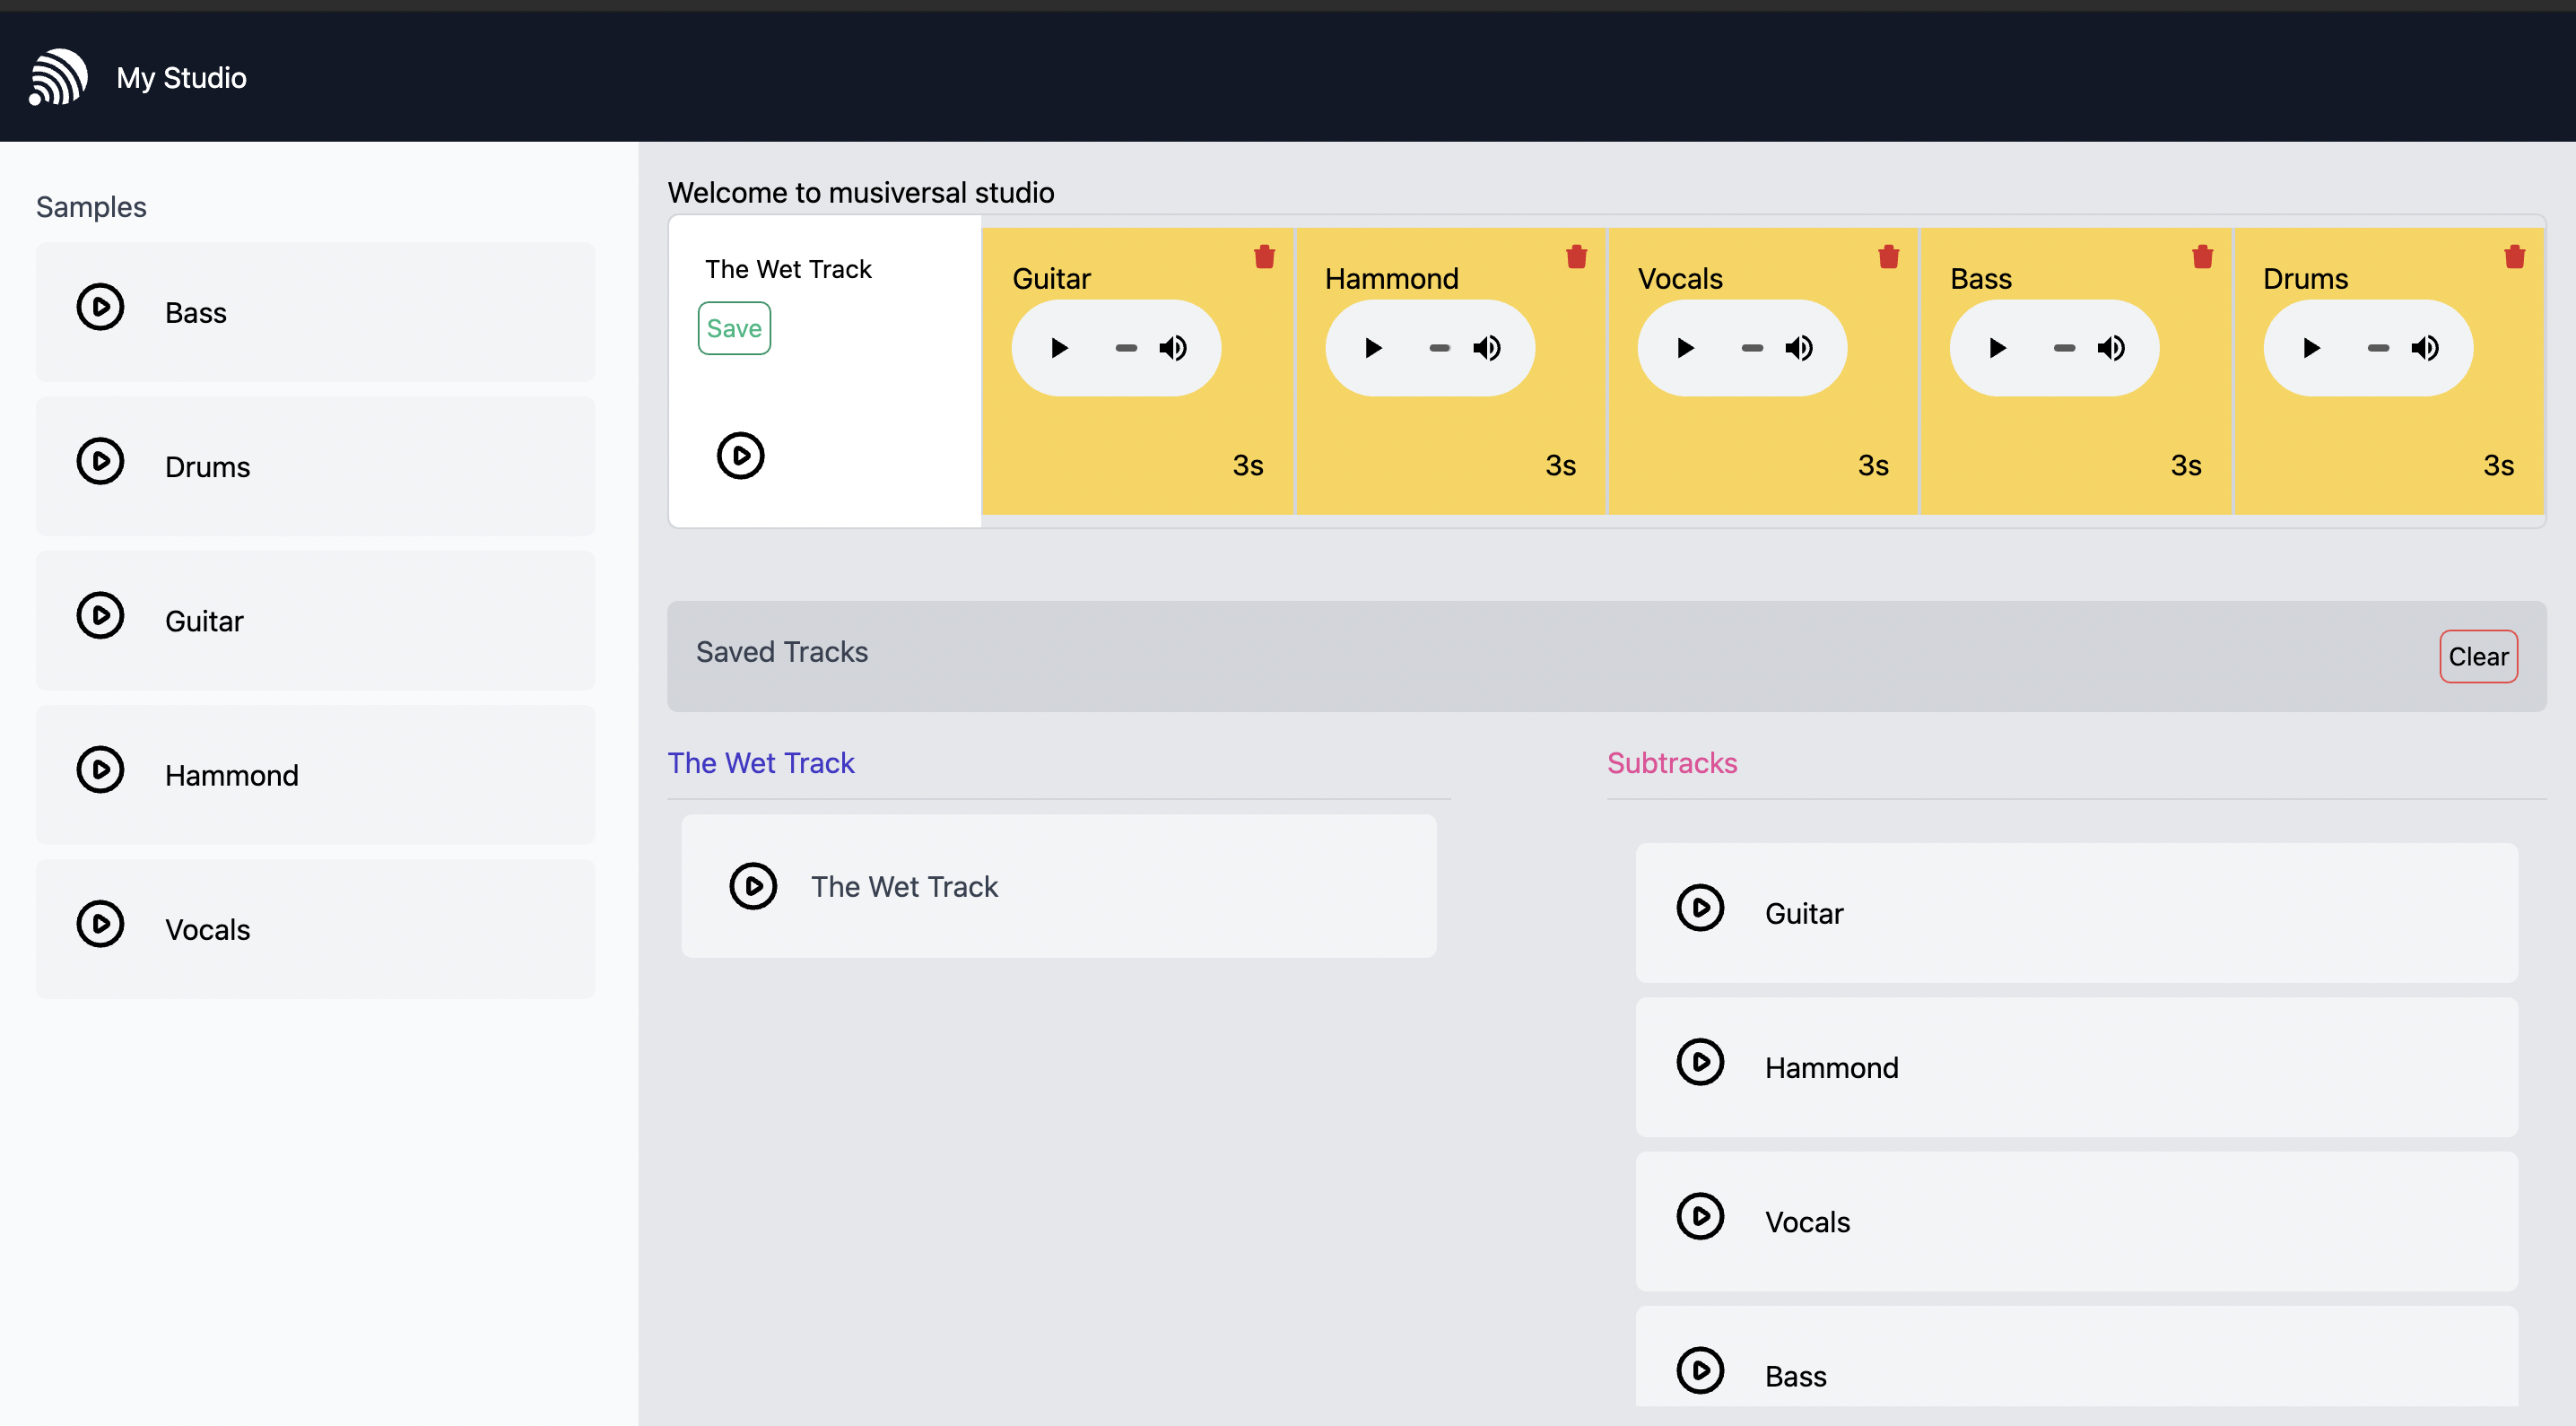 My Studio
Samples
Bass
Drums
Guitar
Hammond
Vocals
Welcome to musiversal studio
The Wet Track
Save
Guitar
3s
Hammond
3s
Vocals
3s
Bass
3s
Drums
3s
Saved Tracks
Clear
The Wet Track
The Wet Track
Subtracks
Guitar
Hammond
Vocals
Bass